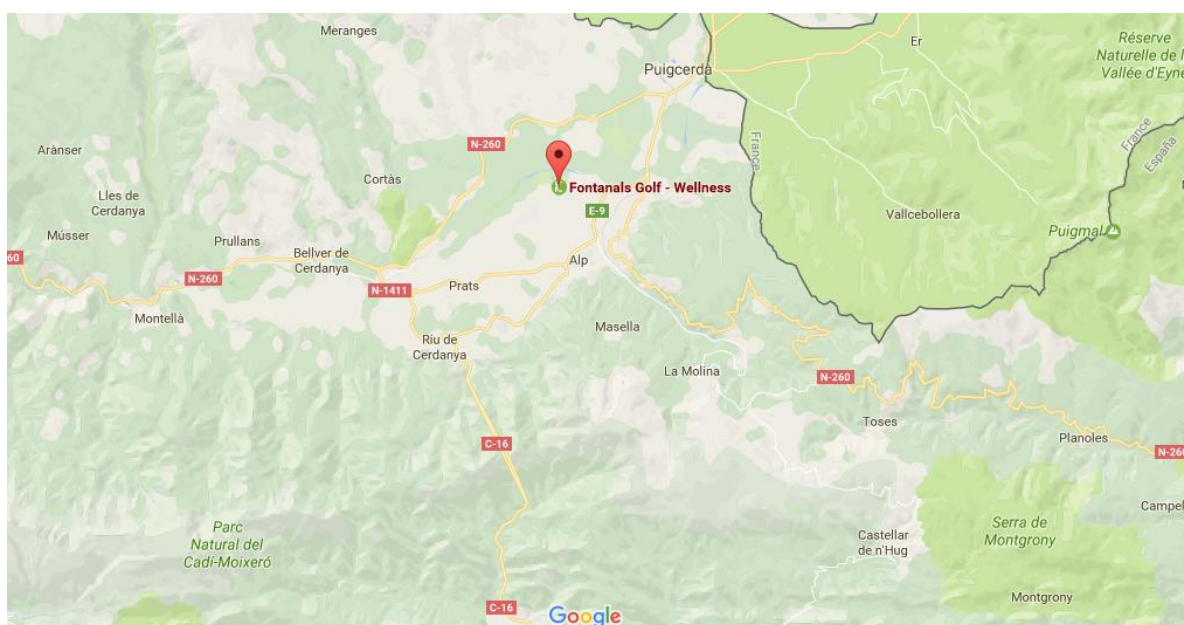 Meranges
Er
Réserve
Naturelle de l
Vallée d'Eyne
Puigcerdà
N-260
France
France
España
Aránser
Cortàs
Fontanals Golf - Wellness
Lles de
Cerdanya
E-9
Vallcebollera
Músser
Prullans
Puigmal
Bellver de
Cerdanya
Alp
60
N-260
N-1411
Prats
Montellà
Masella
Riu de
Cerdanya
La Molina
N-260
Toses
Planoles
C-16
N-260
Campel
Parc
Natural del
Cadí-Moixeró
Castellar
de n'Hug
Serra de
Montgrony
Montgrony
C-16
Google